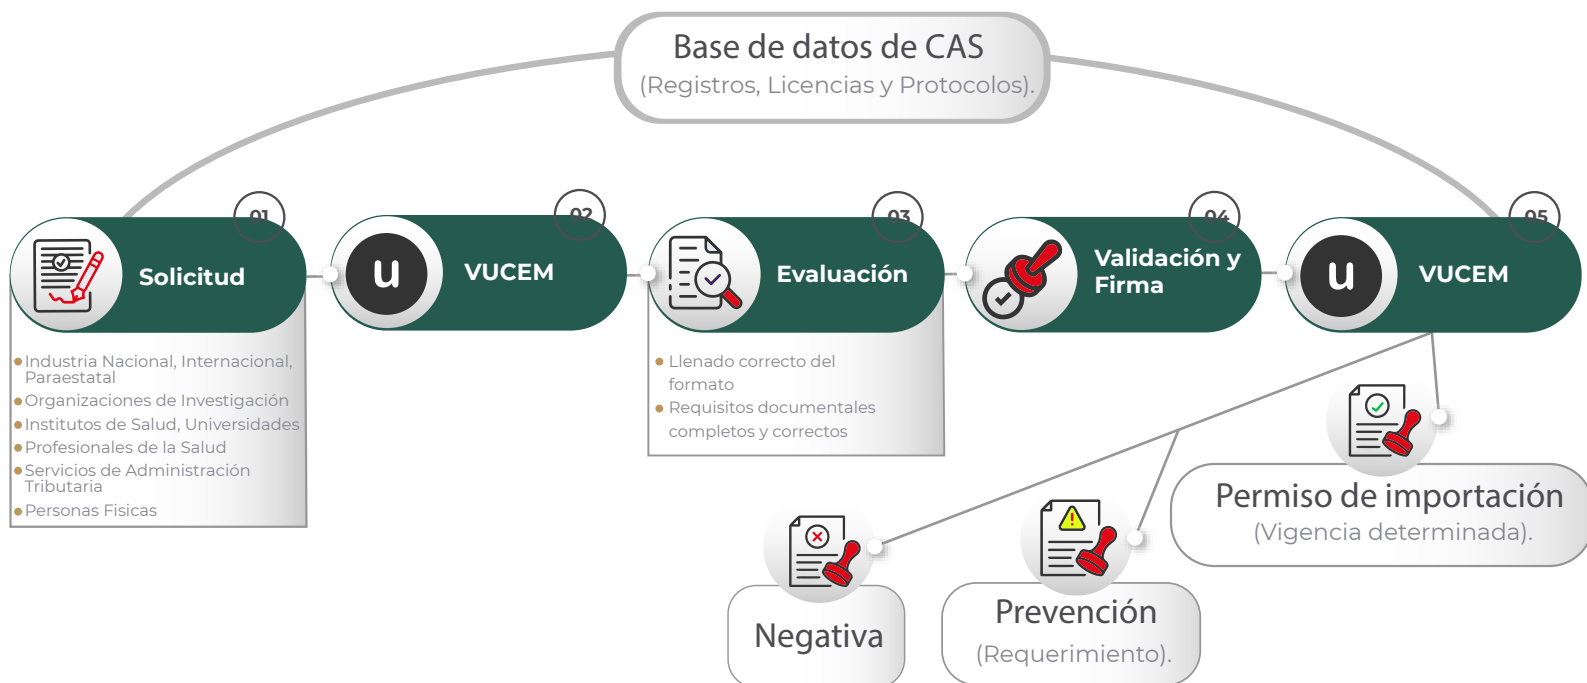 Base de datos de CAS
(Registros, Licencias y Protocolos).
01
02
03
04
05
Solicitud
u
VUCEM
Evaluación
Validación y
Firma
u
VUCEM
Industria Nacional, Internacional,
Paraestatal
Organizaciones de Investigación
Institutos de Salud, Universidades
Profesionales de la Salud
Servicios de Administración
Tributaria
Personas Fisicas
Llenado correcto del
formato
Requisitos documentales
completos y correctos
Permiso de importación
(Vigencia determinada).
Prevención
(Requerimiento).
Negativa